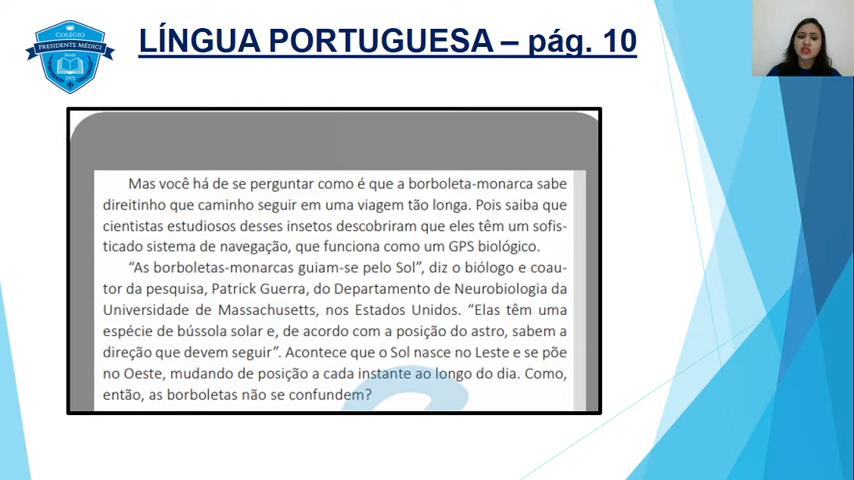 COLÉGIO
PRESIDENTE MÉDICI
LÍNGUA PORTUGUESA – pág. 10
Mas você há de se perguntar como é que a borboleta-monarca sabe
direitinho que caminho seguir em uma viagem tão longa. Pois saiba que
cientistas estudiosos desses insetos descobriram que eles têm um sofis-
ticado sistema de navegação, que funciona como um GPS biológico.
“As borboletas-monarcas guiam-se pelo Sol”, diz o biólogo e coau-
tor da pesquisa, Patrick Guerra, do Departamento de Neurobiologia da
Universidade de Massachusetts, nos Estados Unidos. “Elas têm uma
espécie de bússola solar e, de acordo com a posição do astro, sabem a
direção que devem seguir”. Acontece que o Sol nasce no Leste e se põe
no Oeste, mudando de posição a cada instante ao longo do dia. Como,
então, as borboletas não se confundem?